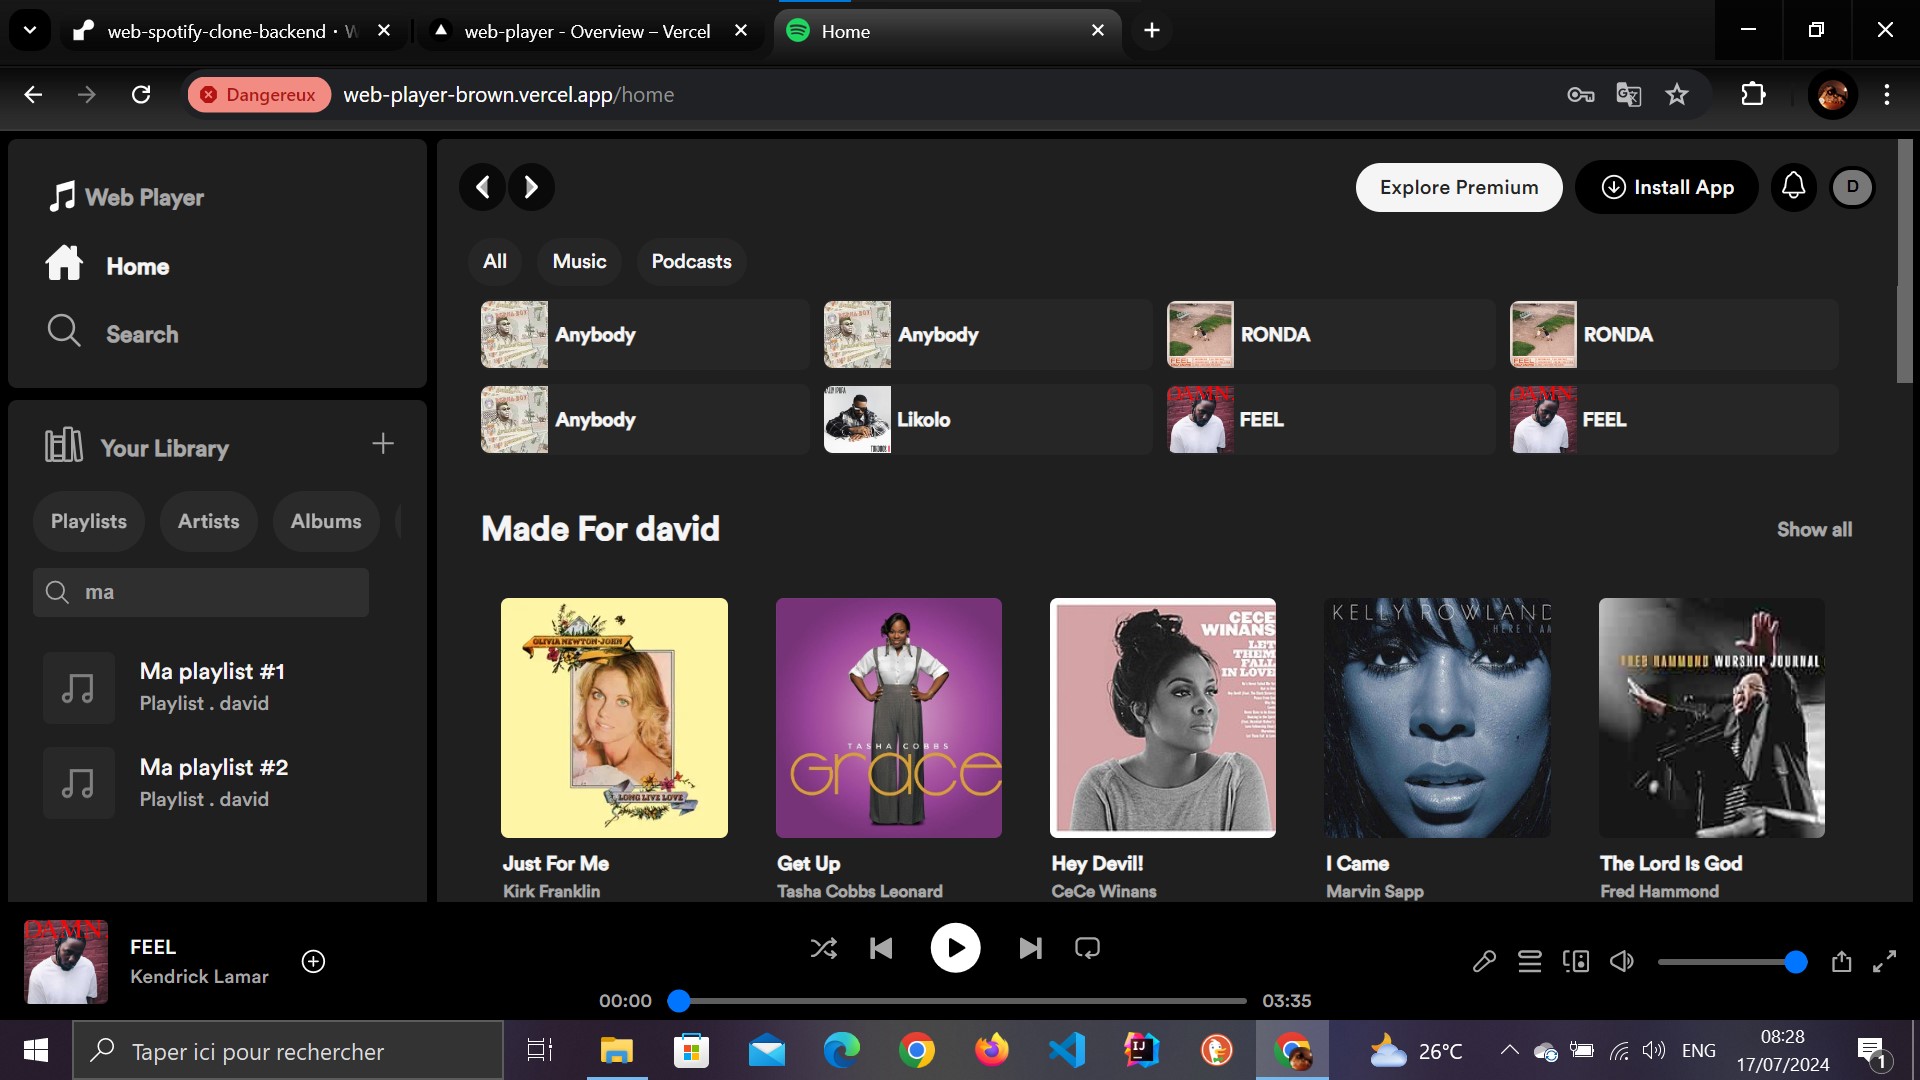 web-spotify-clone-backend · W
web-player - Overview – Vercel
Home
Dangereux
web-player-brown.vercel.app/home
Web Player
Home
Search
Your Library
Playlists
Artists
Albums
ma
Ma playlist #1
Playlist . david
Ma playlist #2
Playlist . david
Explore Premium
Install App
D
All
Music
Podcasts
Anybody
Anybody
RONDA
RONDA
Anybody
Likolo
FEEL
FEEL
Made For david
Show all
OLIVIA NEWTON-JOHN
LONG LIVE LOVE
TASHA COBBS
Grace
CECE
WINANS
LET
THEM
FALL
IN LOVE
KELLY ROWLAND
HERE I AM
FRED HAMMOND WORSHIP JOURNAL
Just For Me
Kirk Franklin
Get Up
Tasha Cobbs Leonard
Hey Devil!
CeCe Winans
I Came
Marvin Sapp
The Lord Is God
Fred Hammond
DAMN.
FEEL
Kendrick Lamar
00:00
03:35
Taper ici pour rechercher
26°C
ENG
08:28
17/07/2024
1